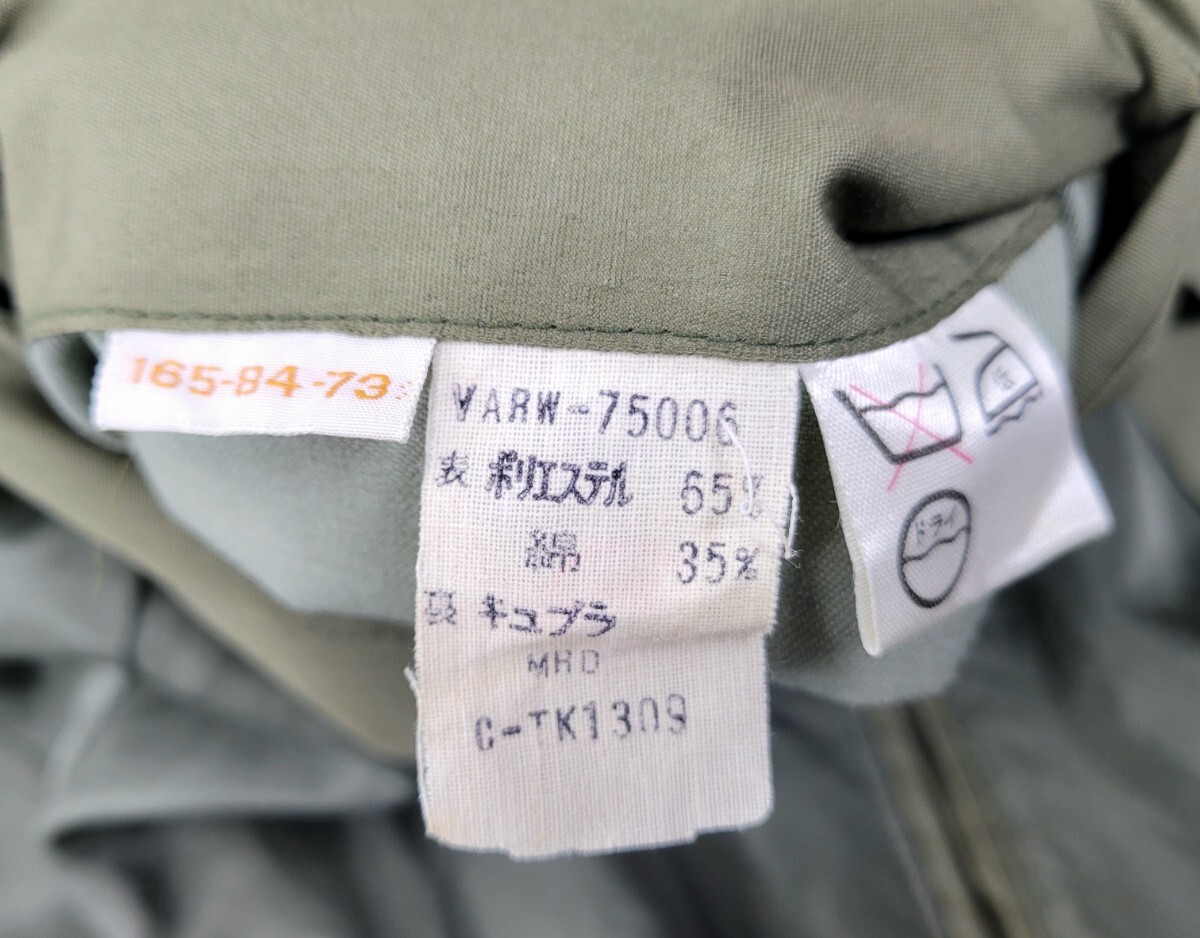 165-84-73
VARW-75006
表 ポリエステル 65%
綿 35%
裏 キュプラ
MHD
C-TK1309
ドライ